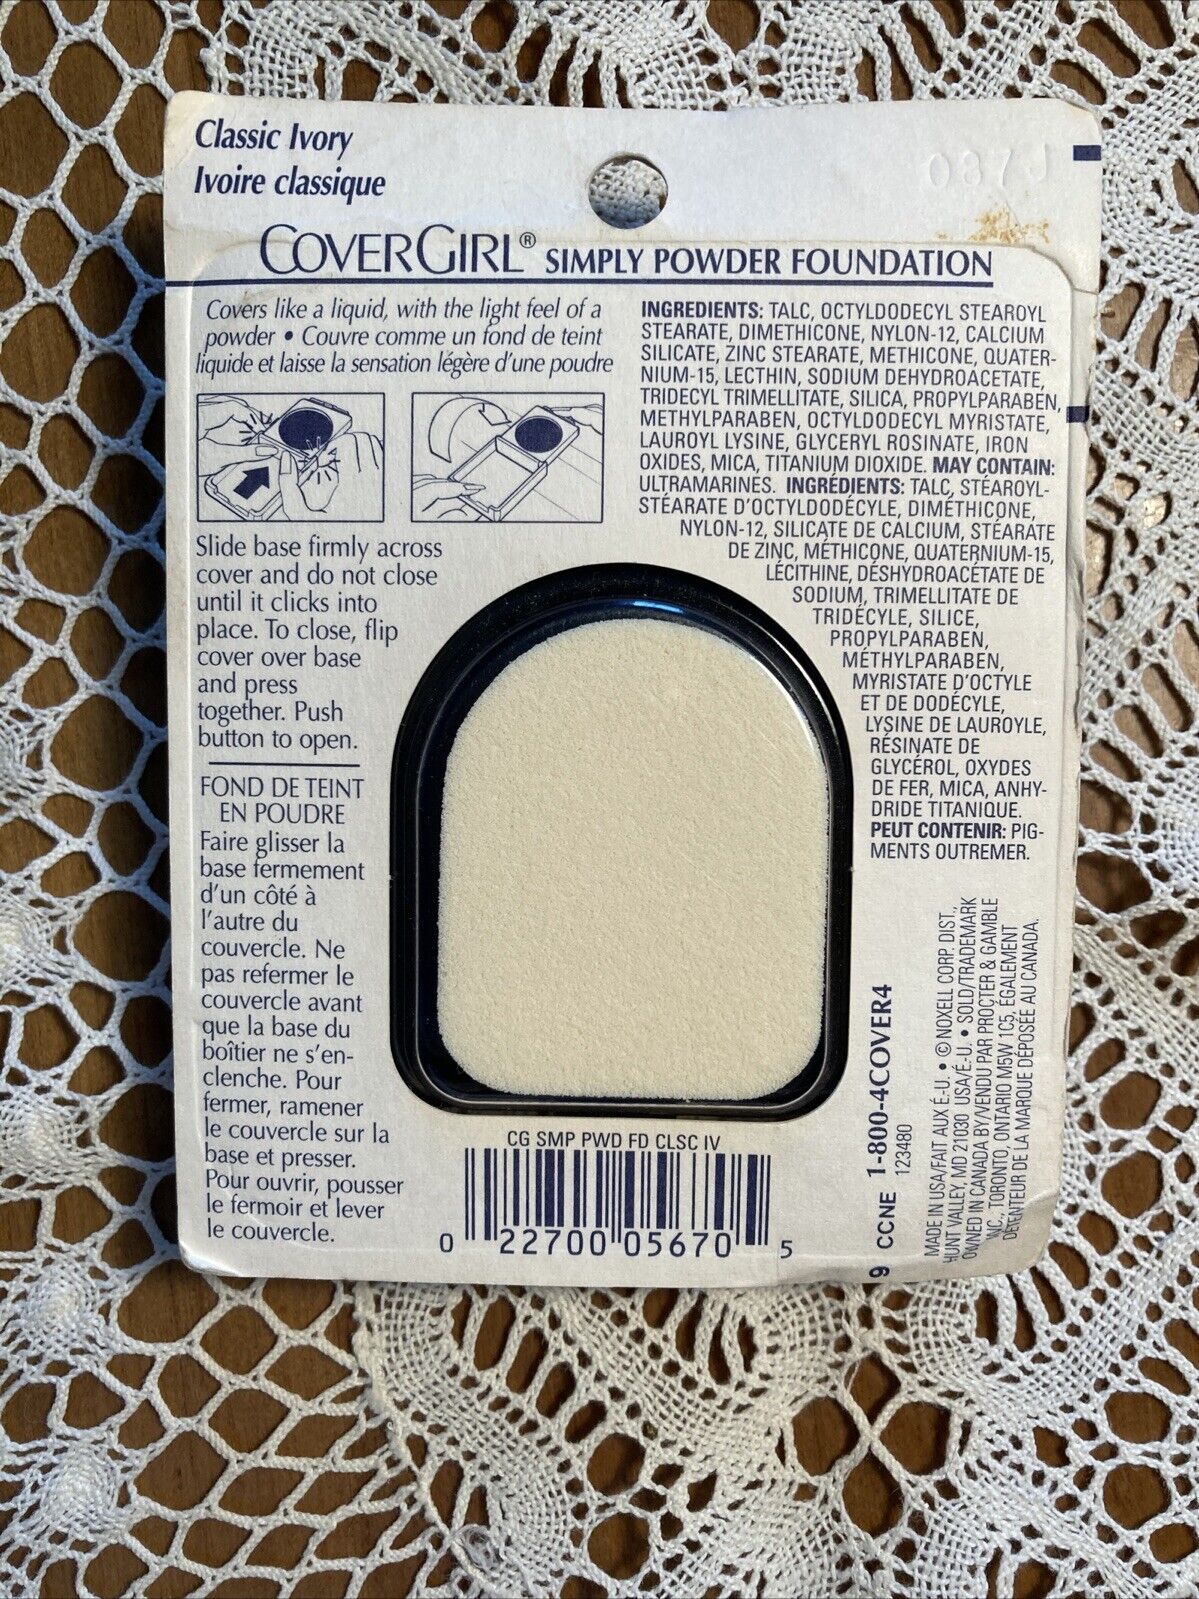 Classic Ivory
Ivoire classique
COVERGIRL® SIMPLY POWDER FOUNDATION
Covers like a liquid, with the light feel of a
powder • Couvre comme un fond de teint
liquide et laisse la sensation légère d'une poudre
Slide base firmly across
cover and do not close
until it clicks into
place. To close, flip
cover over base
and press
together. Push
button to open.
FOND DE TEINT
EN POUDRE
Faire glisser la
base fermement
d'un côté à
l'autre du
couvercle. Ne
pas refermer le
couvercle avant
que la base du
boîtier ne s'en-
clenche. Pour
fermer, ramener
le couvercle sur la
base et presser.
Pour ouvrir, pousser
le fermoir et lever
le couvercle.
INGREDIENTS: TALC, OCTYLDODECYL STEAROYL
STEARATE, DIMETHICONE, NYLON-12, CALCIUM
SILICATE, ZINC STEARATE, METHICONE, QUATER-
NIUM-15, LECTHIN, SODIUM DEHYDROACETATE,
TRIDECYL TRIMELLITATE, SILICA, PROPYLPARABEN,
METHYLPARABEN, OCTYLDODECYL MYRISTATE,
LAUROYL LYSINE, GLYCERYL ROSINATE, IRON
OXIDES, MICA, TITANIUM DIOXIDE. MAY CONTAIN:
ULTRAMARINES. INGRÉDIENTS: TALC, STÉAROYL-
STÉARATE D'OCTYLDODÉCYLE, DIMÉTHICONE,
NYLON-12, SILICATE DE CALCIUM, STÉARATE
DE ZINC, MÉTHICONE, QUATERNIUM-15,
LÉCITHINE, DÉSHYDROACÉTATE DE
SODIUM, TRIMELLITATE DE
TRIDÉCYLE, SILICE,
PROPYLPARABEN,
MÉTHYLPARABEN,
MYRISTATE D'OCTYLE
ET DE DODÉCYLE,
LYSINE DE LAUROYLE,
RÉSINATE DE
GLYCÉROL, OXYDES
DE FER, MICA, ANHY-
DRIDE TITANIQUE.
PEUT CONTENIR: PIG-
MENTS OUTREMER.
CG SMP PWD FD CLSC IV
0 22700 05670 5
9 CCNE 1-800-4COVER4
123480
MADE IN USA/FAIT AUX É.-U. • © NOXELL CORP. DIST.,
HUNT VALLEY, MD 21030 USA/É.-U. • SOLD/TRADEMARK
OWNED IN CANADA BY/VENDU PAR PROCTER & GAMBLE
INC., TORONTO, ONTARIO M5W 1C5, ÉGALEMENT
DÉTENTEUR DE LA MARQUE DÉPOSÉE AU CANADA.